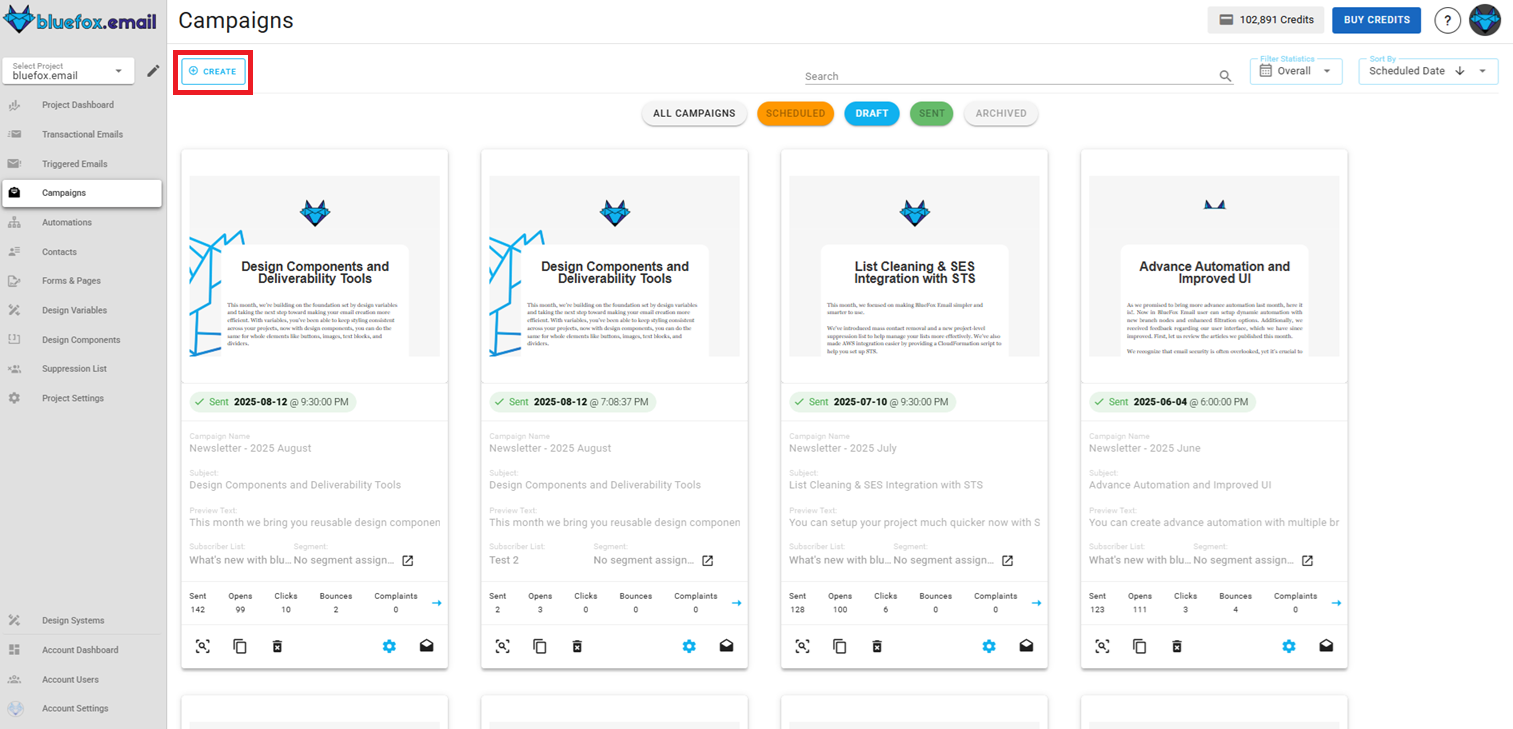 bluefox.email
Campaigns
102,891 Credits
BUY CREDITS
?
Select Project
bluefox.email
CREATE
Search
Filter Statistics
Overall
Sort By
Scheduled Date
Project Dashboard
Transactional Emails
Triggered Emails
Campaigns
Automations
Contacts
Forms & Pages
Design Variables
Design Components
Suppression List
Project Settings
Design Systems
Account Dashboard
Account Users
Account Settings
ALL CAMPAIGNS
SCHEDULED
DRAFT
SENT
ARCHIVED
Design Components and
Deliverability Tools
This month, we're building on the foundation set by design variables
and taking the next step toward making your email creation more
efficient. With variables, you've been able to keep styling consistent
across your projects, now with design components, you can do the
same for whole elements like buttons, images, text blocks, and
dividers.
Sent 2025-08-12 @ 9:30:00 PM
Campaign Name
Newsletter - 2025 August
Subject:
Design Components and Deliverability Tools
Preview Text:
This month we bring you reusable design componen
Subscriber List:
Segment:
What's new with blu...
No segment assign...
Sent Opens Clicks Bounces Complaints
142 99 10 2 0
Design Components and
Deliverability Tools
This month, we're building on the foundation set by design variables
and taking the next step toward making your email creation more
efficient. With variables, you've been able to keep styling consistent
across your projects, now with design components, you can do the
same for whole elements like buttons, images, text blocks, and
dividers.
Sent 2025-08-12 @ 7:08:37 PM
Campaign Name
Newsletter - 2025 August
Subject:
Design Components and Deliverability Tools
Preview Text:
This month we bring you reusable design componen
Subscriber List:
Segment:
Test 2
No segment assign...
Sent Opens Clicks Bounces Complaints
2 3 0 0 0
List Cleaning & SES
Integration with STS
This month, we focused on making BlueFox Email simpler and
smarter to use.
We've introduced mass contact removal and a new project-level
suppression list to help manage your lists more effectively. We've also
made AWS integration easier by providing a CloudFormation script to
help you set up STS.
Sent 2025-07-10 @ 9:30:00 PM
Campaign Name
Newsletter - 2025 July
Subject:
List Cleaning & SES Integration with STS
Preview Text:
You can setup your project much quicker now with S
Subscriber List:
Segment:
What's new with blu...
No segment assign...
Sent Opens Clicks Bounces Complaints
128 100 6 0 0
Advance Automation and
Improved UI
As we promised to bring more advance automation last month, here it
is!. Now in BlueFox Email user can setup dynamic automation with
new branch nodes and enhanced filtration options. Additionally, we
received feedback regarding our user interface, which we have since
improved. First, let us review the articles we published this month.
We recognize that email security is often overlooked, yet it's crucial to
Sent 2025-06-04 @ 6:00:00 PM
Campaign Name
Newsletter - 2025 June
Subject:
Advance Automation and Improved UI
Preview Text:
You can create advance automation with multiple br
Subscriber List:
Segment:
What's new with blu...
No segment assign...
Sent Opens Clicks Bounces Complaints
123 111 3 4 0